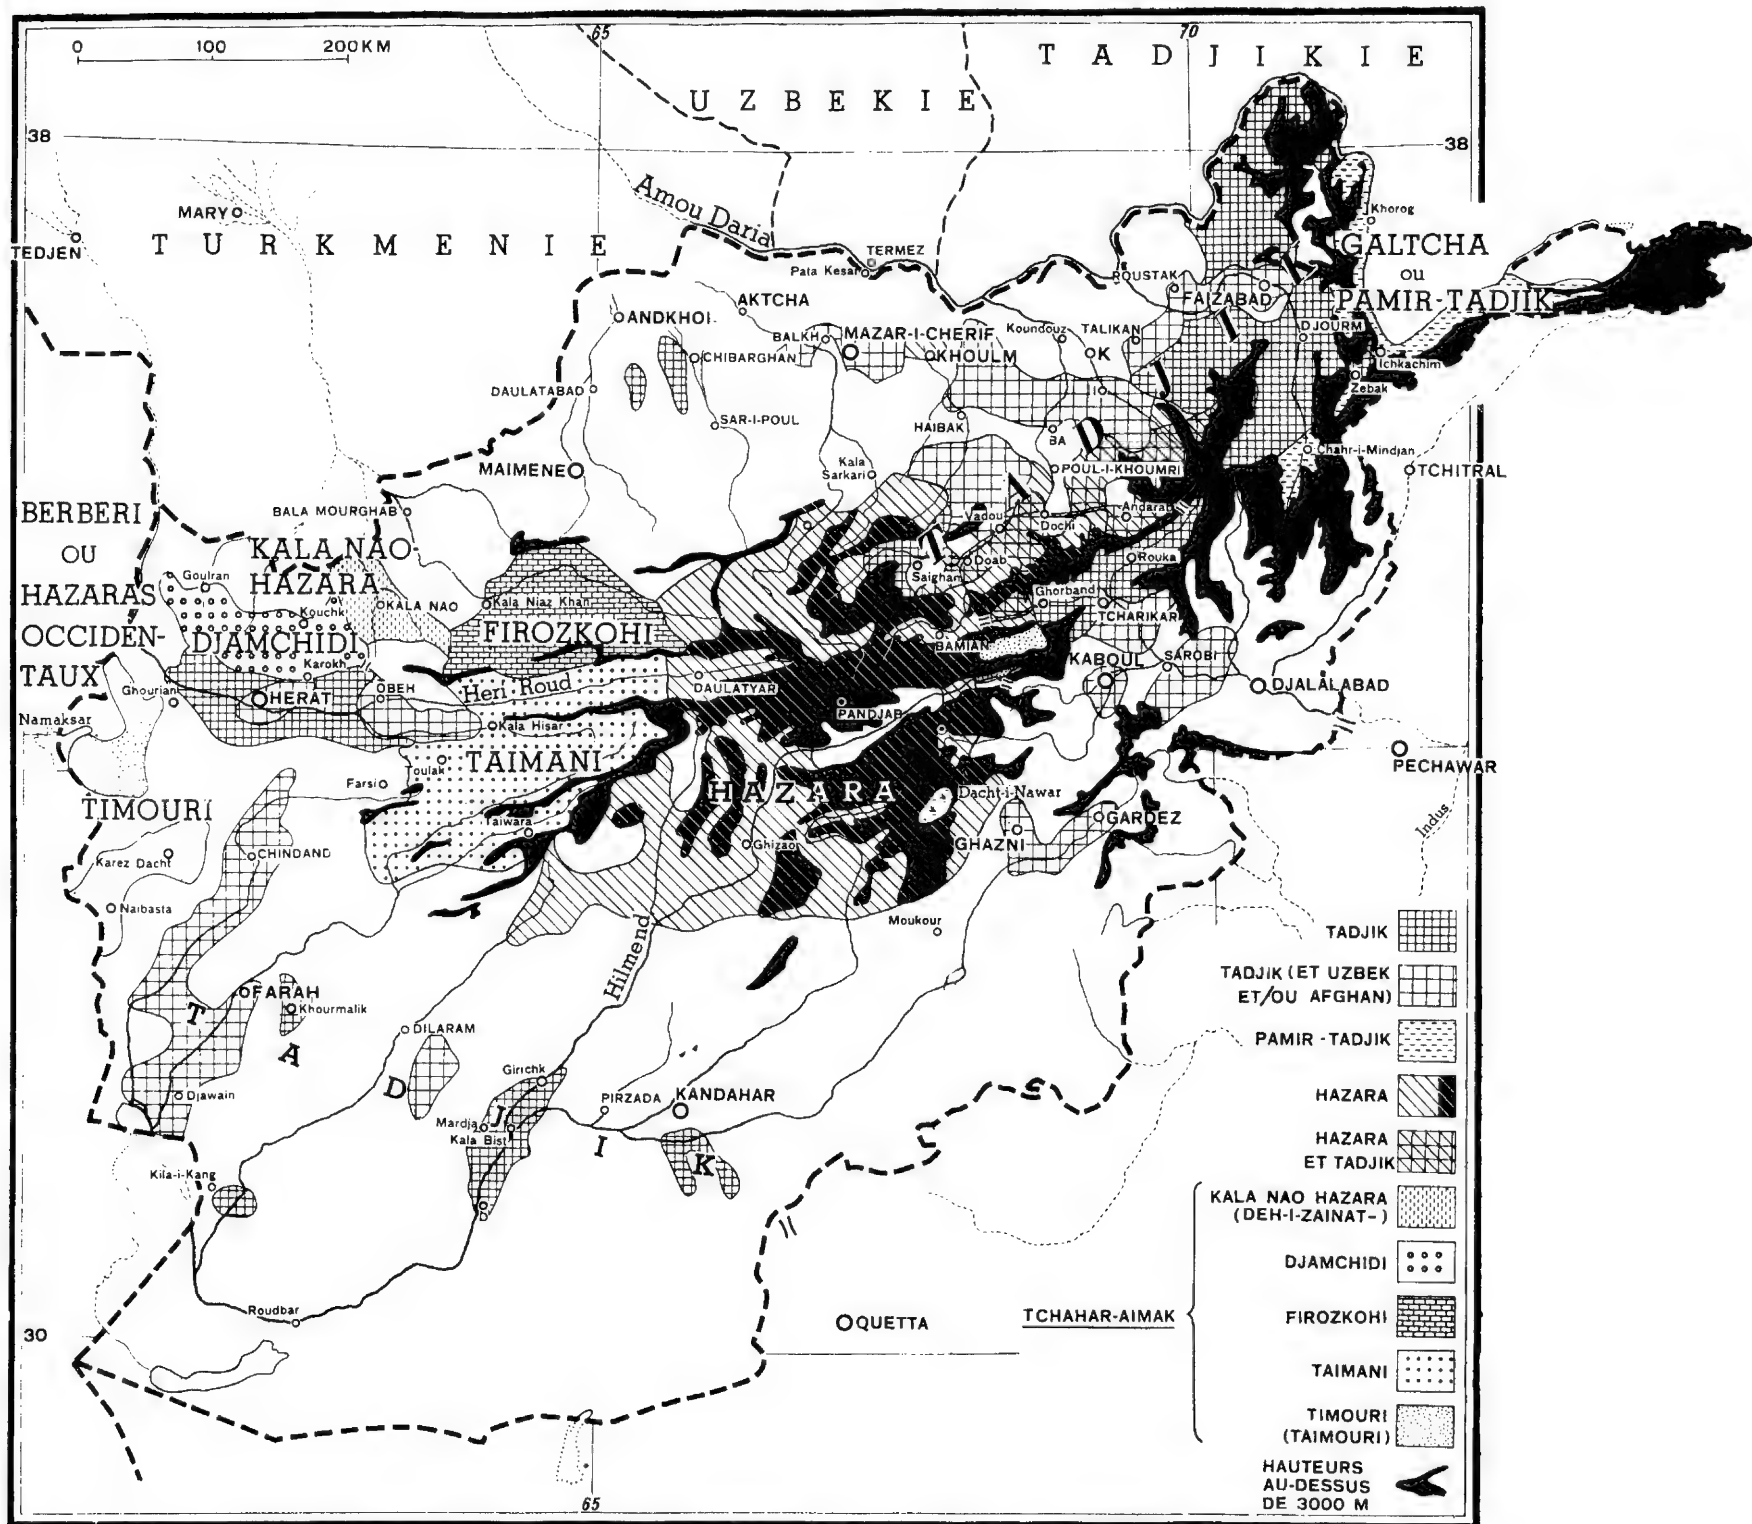 0 100 200 KM
65
70
TADJIKIE
UZBEKIE
38
38
Amou Daria
MARY
TEDJEN
TURKMENIE
TERMEZ
Pata Kesar
Khorog
GALTCHA
ou
PAMIR-TADJIK
ROUSTAK
FAIZABAD
AKTCHA
ANDKHOI
BALKH
MAZAR-I-CHERIF
Koundouz
TALIKAN
DJOURM
CHIBARGHAN
KHOULM
K
Ichkachim
Zebak
DAULATABAD
I
SAR-I-POUL
HAIBAK
BA
TADJIK
Chahr-i-Mindjan
TCHITRAL
MAIMENE
Kala
Sarkari
POUL-I-KHOUMRI
BERBERI
OU
HAZARAS
OCCIDEN-
TAUX
BALA MOURGHAB
Vadou
Dochi
Andarab
KALA NAO-
HAZARA
Goulran
Doab
Saigham
Rouka
Kouchk
KALA NAO
Kala Niaz Khan
Ghorband
TCHARIKAR
DJAMCHIDI
FIROZKOHI
BAMIAN
Karokh
KABOUL
SAROBI
Ghourian
HERAT
OBEH
Heri-Roud
DAULATYAR
DJALALABAD
Namaksar
Kala Hisar
PANDJAB
TAIMANI
Toulak
Farsi
PECHAWAR
TIMOURI
HAZARA
Dacht-i-Nawar
Taiwara
GARDEZ
Indus
Karez Dacht
CHINDAND
Ghizao
GHAZNI
Naibasta
Moukour
Hilmend
FARAH
Khourmalik
DILARAM
TADJIK
Girichk
Djawain
PIRZADA
KANDAHAR
Mardja
Kala Bist
Kila-i-Kang
D
30
Roudbar
QUETTA
65
TADJIK
TADJIK (ET UZBEK
ET/OU AFGHAN)
PAMIR-TADJIK
HAZARA
HAZARA
ET TADJIK
TCHAHAR-AIMAK
KALA NAO HAZARA
(DEH-I-ZAINAT-)
DJAMCHIDI
FIROZKOHI
TAIMANI
TIMOURI
(TAIMOURI)
HAUTEURS
AU-DESSUS
DE 3000 M